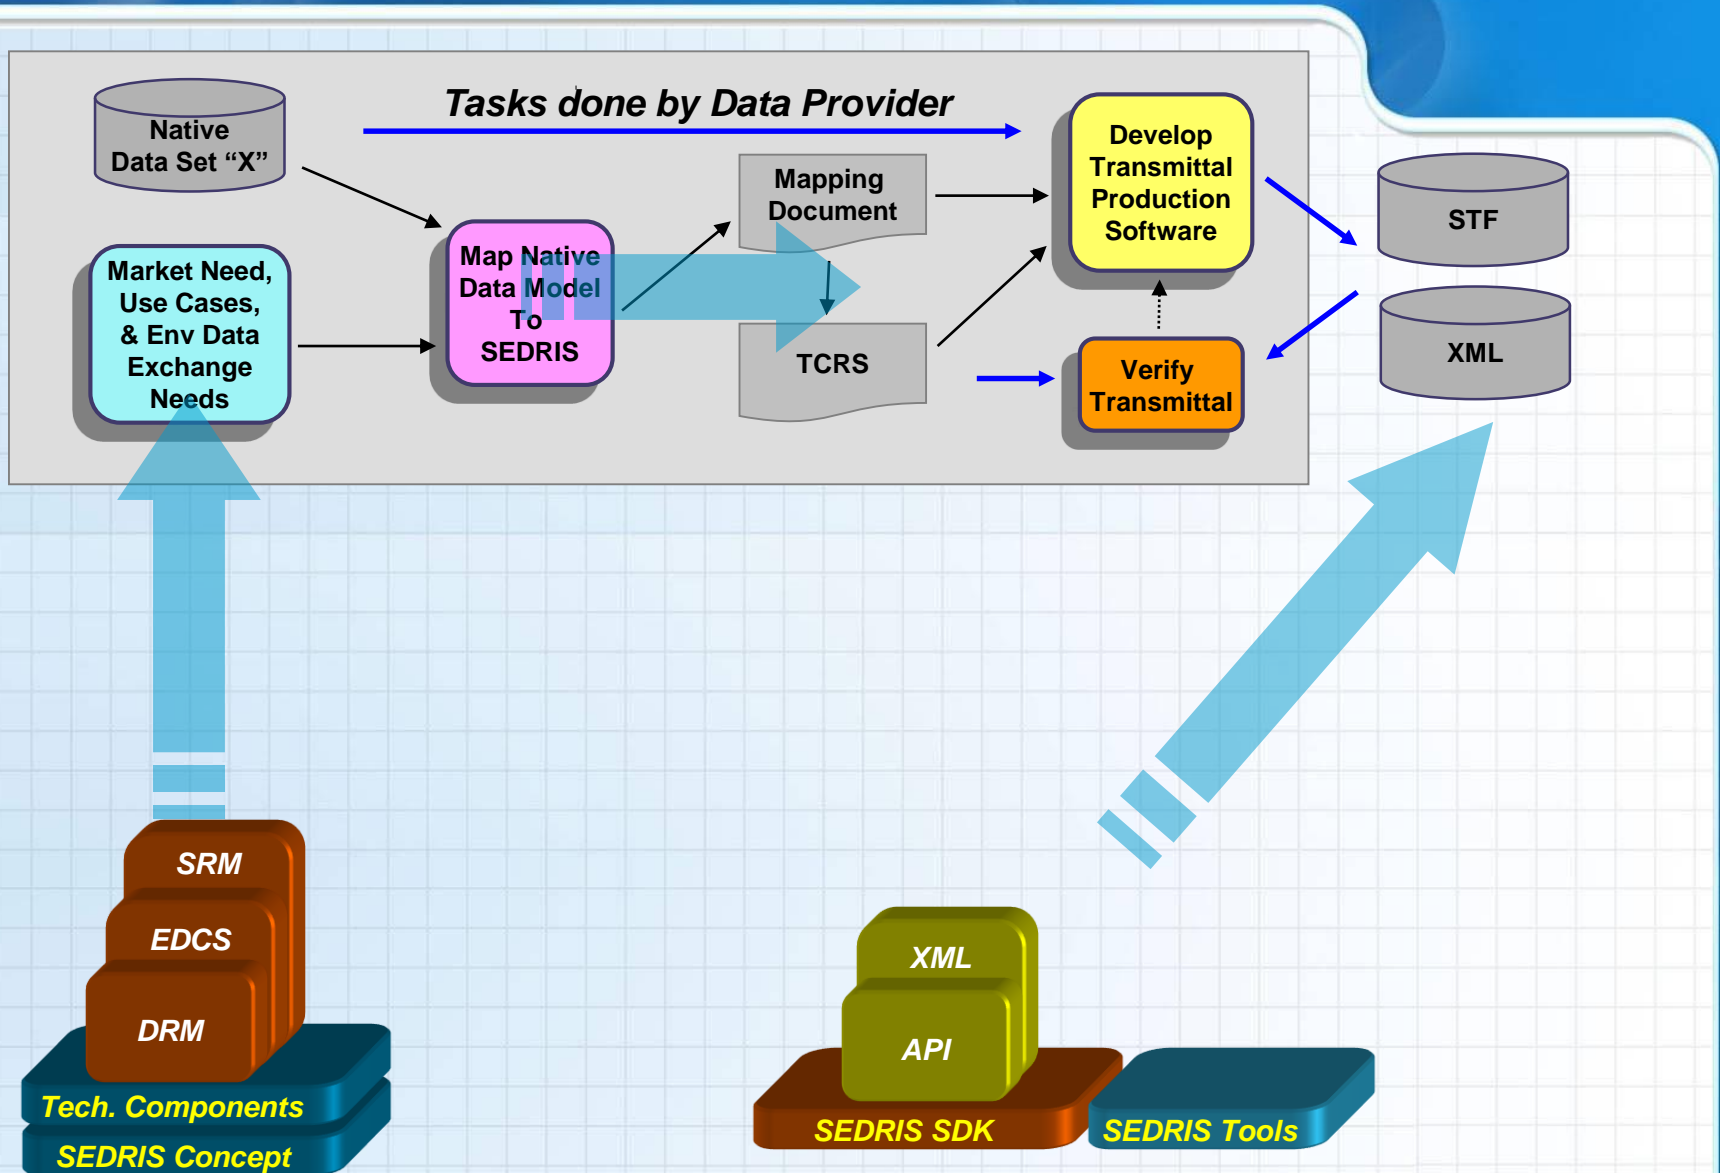 Tasks done by Data Provider
Native
Data Set “X”
Market Need,
Use Cases,
& Env Data
Exchange
Needs
Map Native
Data Model
To
SEDRIS
Mapping
Document
TCRS
Develop
Transmittal
Production
Software
Verify
Transmittal
STF
XML
SRM
EDCS
DRM
Tech. Components
SEDRIS Concept
XML
API
SEDRIS SDK
SEDRIS Tools